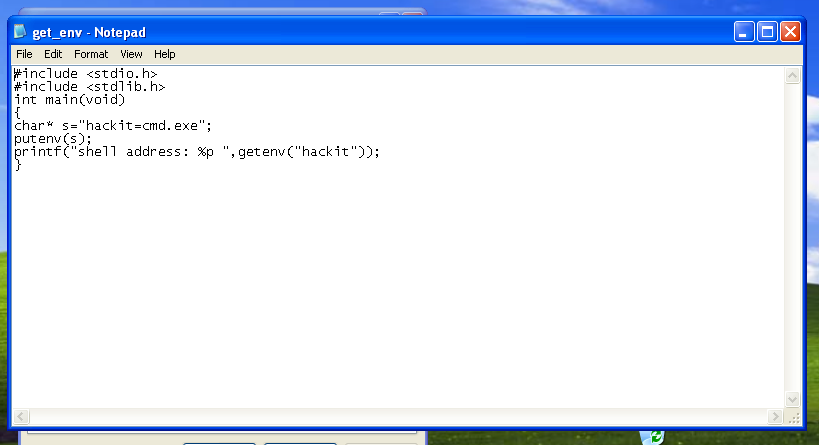 get_env - Notepad
File Edit Format View Help
#include <stdio.h>
#include <stdlib.h>
int main(void)
{
char* s="hackit=cmd.exe";
putenv(s);
printf("shell address: %p ",getenv("hackit"));
}